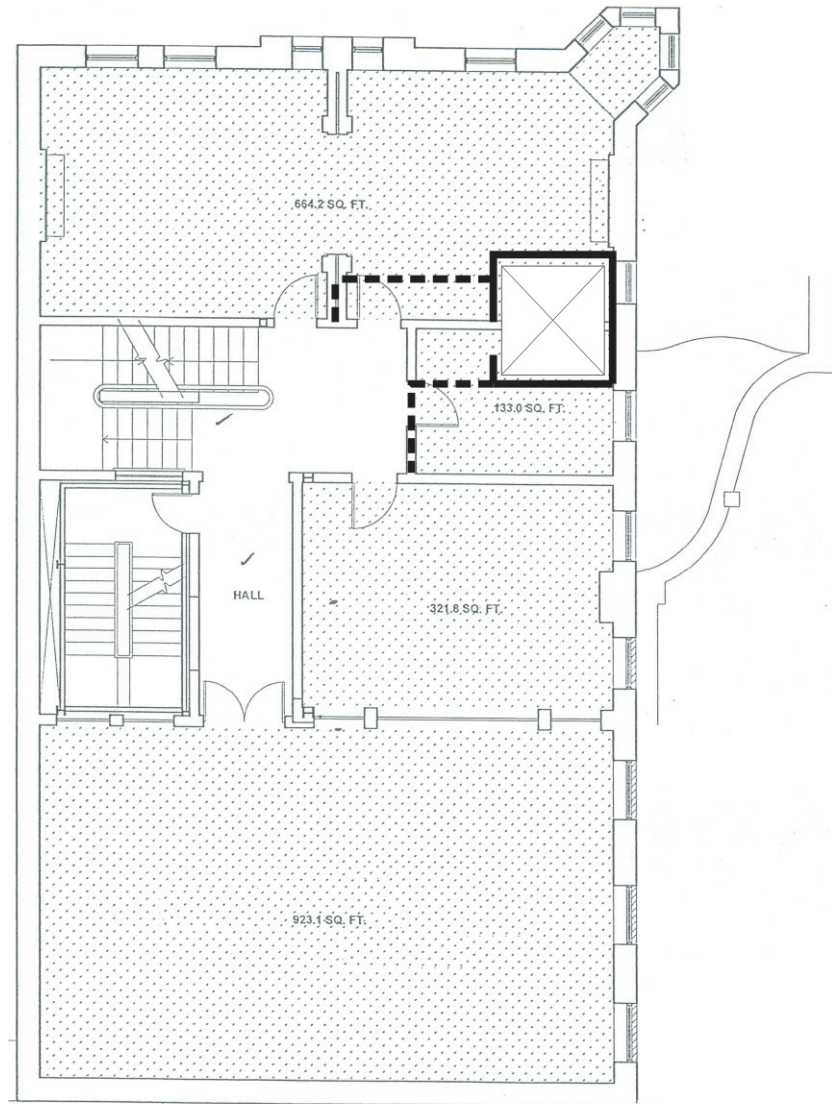 664.2 SQ. FT.
133.0 SQ. FT.
HALL
321.8 SQ. FT.
923.1 SQ. FT.